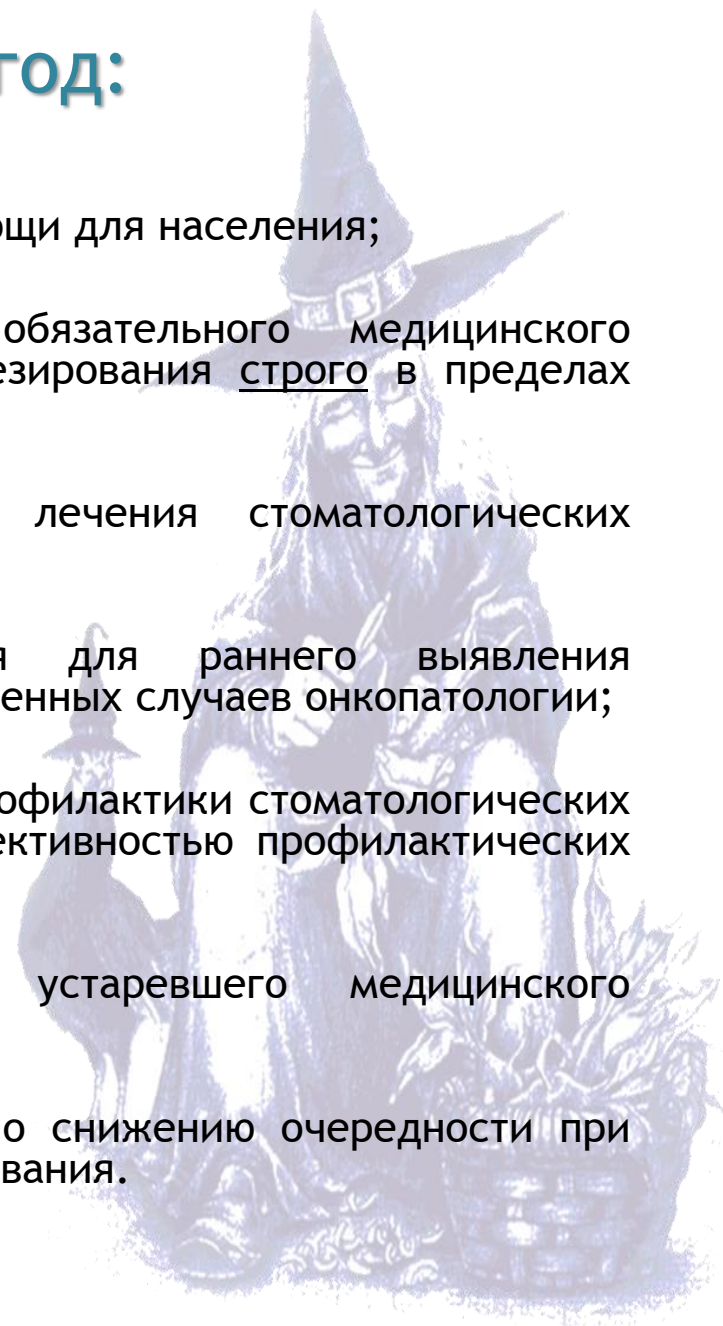 год:
ощи для населения;
обязательного медицинского
езирования строго в пределах
лечения стоматологических
я для раннего выявления
енных случаев онкопатологии;
офилактики стоматологических
ективностью профилактических
устаревшего медицинского
о снижению очередности при
вания.